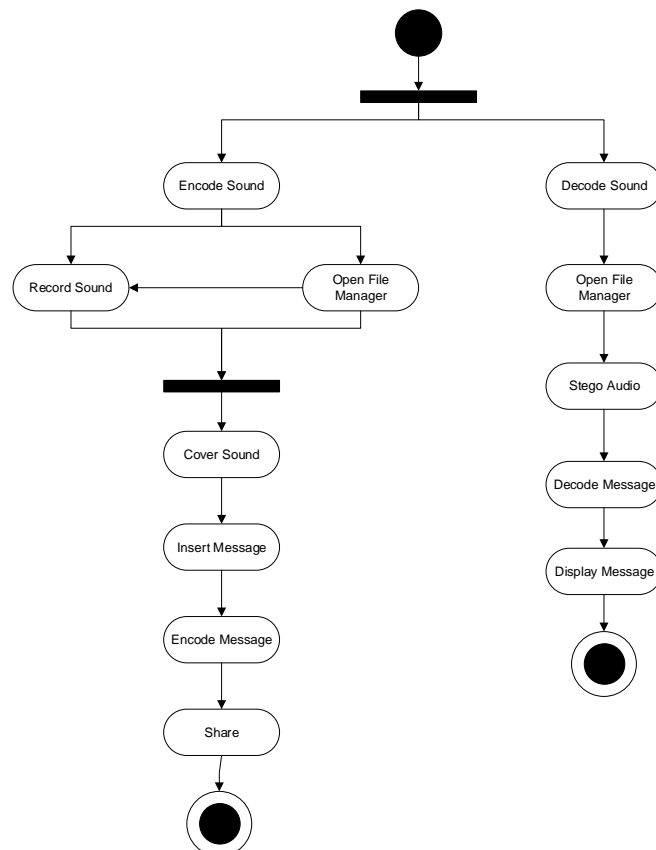 Encode Sound
Decode Sound
Record Sound
Open File
Manager
Open File
Manager
Stego Audio
Cover Sound
Decode Message
Insert Message
Display Message
Encode Message
Share